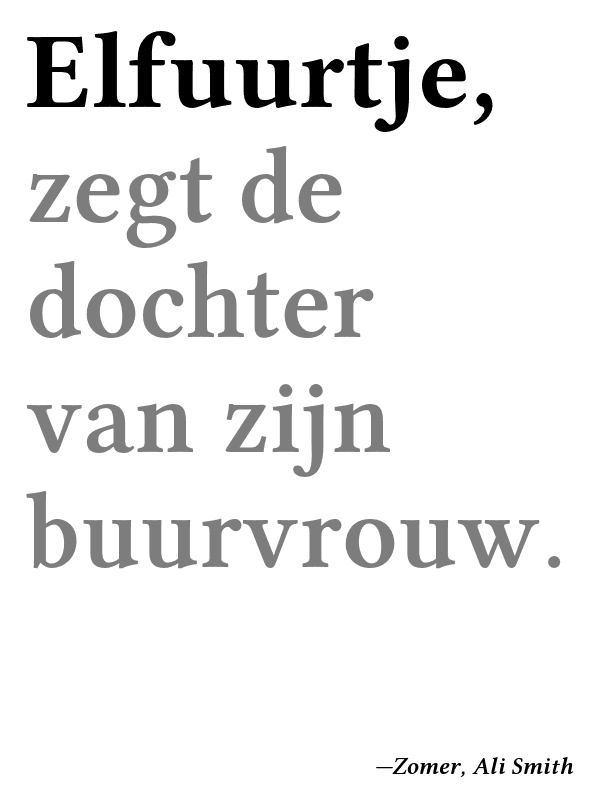 Elfuurtje,
zegt de
dochter
van zijn
buurvrouw.
—Zomer, Ali Smith